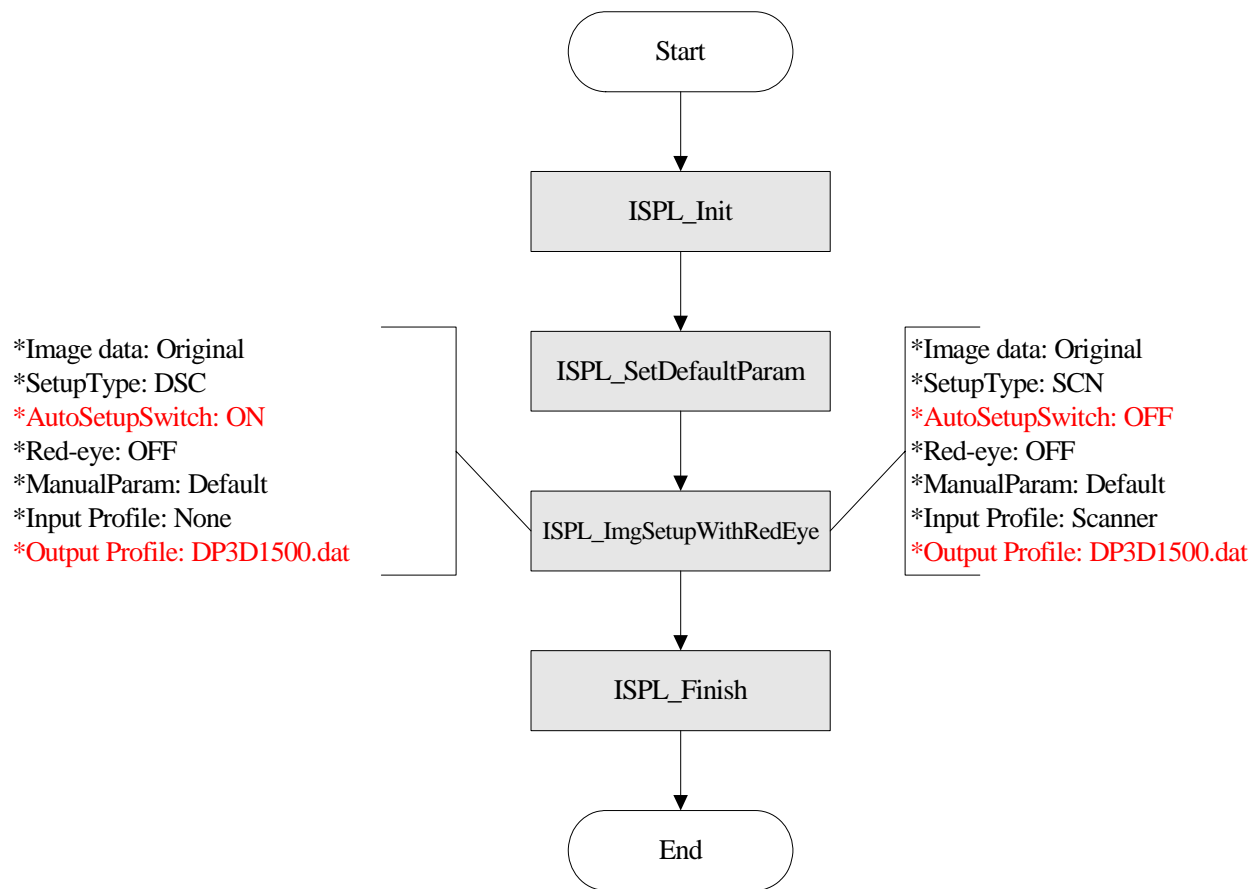 Start
ISPL_Init
ISPL_SetDefaultParam
*Image data: Original
*SetupType: DSC
*AutoSetupSwitch: ON
*Red-eye: OFF
*ManualParam: Default
*Input Profile: None
*Output Profile: DP3D1500.dat
ISPL_ImgSetupWithRedEye
*Image data: Original
*SetupType: SCN
*AutoSetupSwitch: OFF
*Red-eye: OFF
*ManualParam: Default
*Input Profile: Scanner
*Output Profile: DP3D1500.dat
ISPL_Finish
End